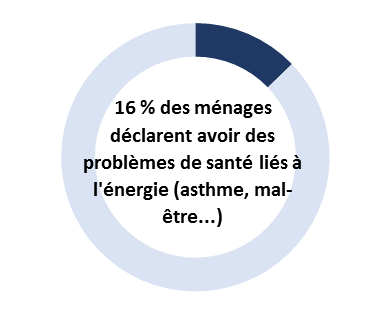 16 % des ménages
déclarent avoir des
problèmes de santé liés à
l'énergie (asthme, mal-
être...)